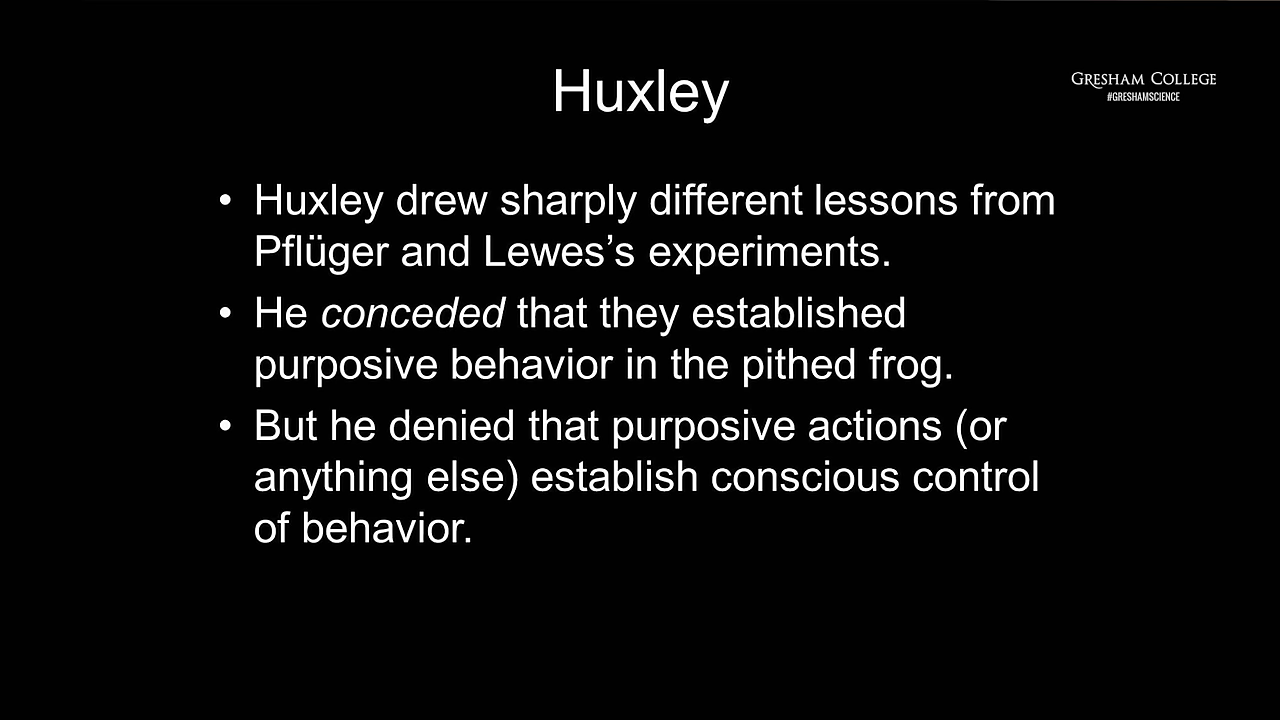 Huxley
GRESHAM COLLEGE
#GRESHAMSCIENCE
• Huxley drew sharply different lessons from
Pflüger and Lewes’s experiments.
• He conceded that they established
purposive behavior in the pithed frog.
• But he denied that purposive actions (or
anything else) establish conscious control
of behavior.